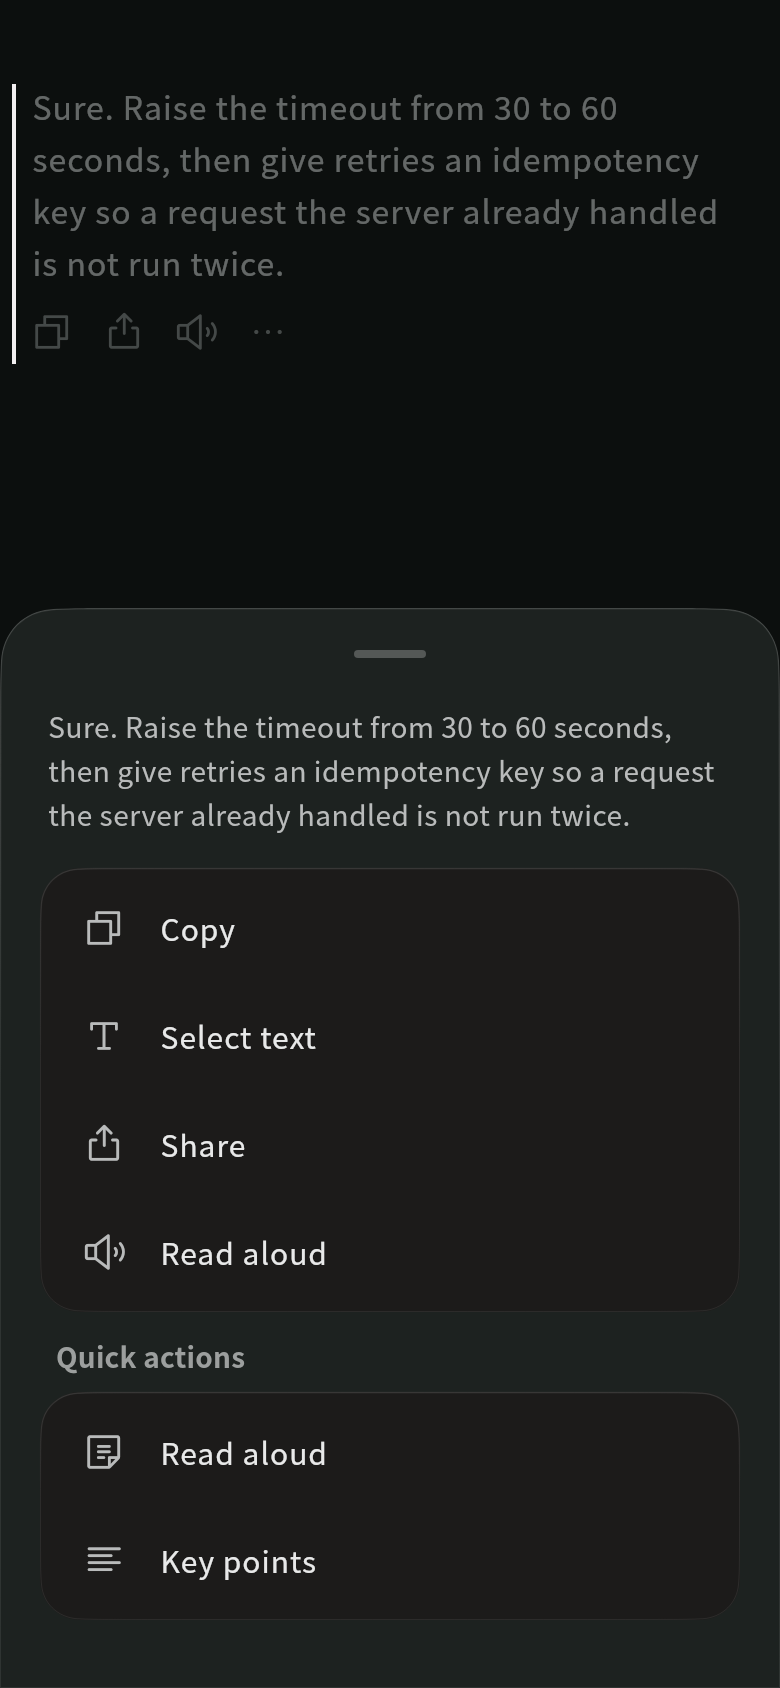 Sure. Raise the timeout from 30 to 60
seconds, then give retries an idempotency
key so a request the server already handled
is not run twice.
Sure. Raise the timeout from 30 to 60 seconds,
then give retries an idempotency key so a request
the server already handled is not run twice.
Copy
Select text
Share
Read aloud
Quick actions
Read aloud
Key points